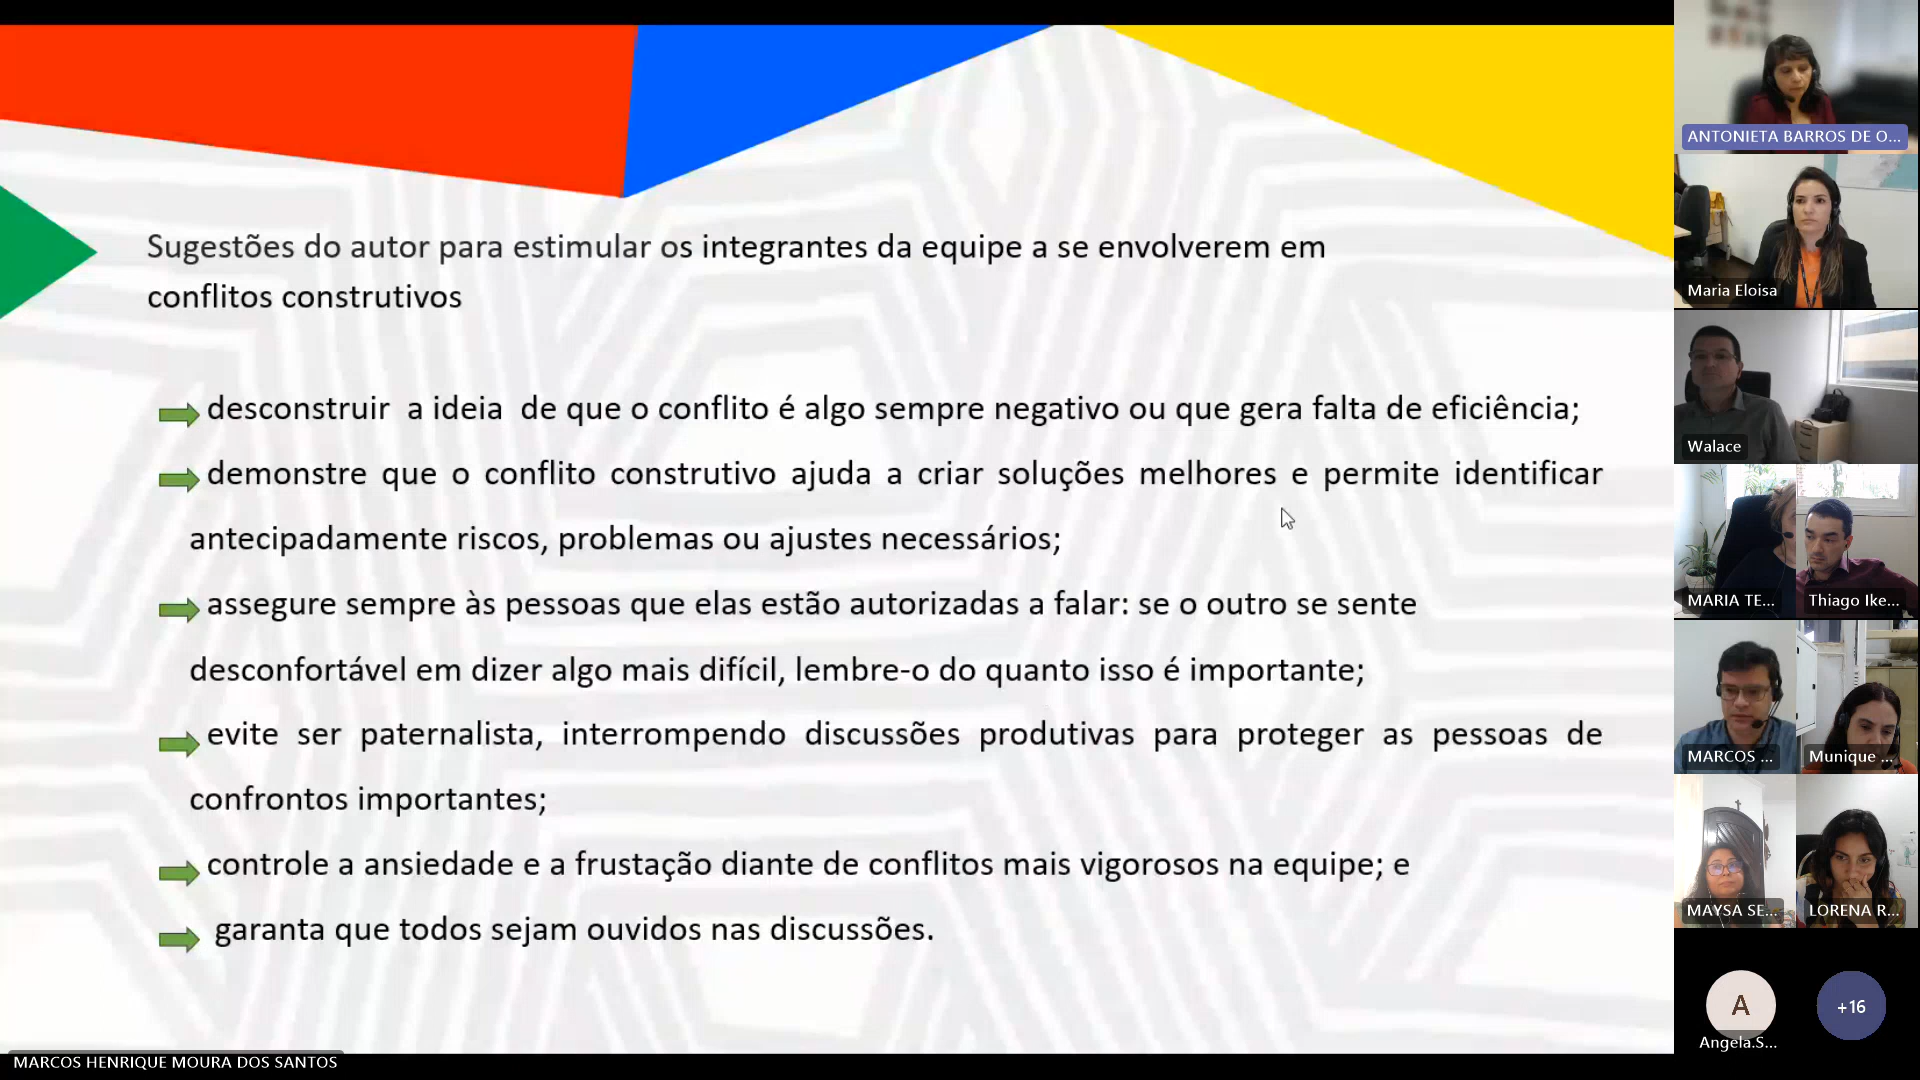 Sugestões do autor para estimular os integrantes da equipe a se envolverem em
conflitos construtivos
desconstruir a ideia de que o conflito é algo sempre negativo ou que gera falta de eficiência;
demonstre que o conflito construtivo ajuda a criar soluções melhores e permite identificar
antecipadamente riscos, problemas ou ajustes necessários;
assegure sempre às pessoas que elas estão autorizadas a falar: se o outro se sente
desconfortável em dizer algo mais difícil, lembre-o do quanto isso é importante;
evite ser paternalista, interrompendo discussões produtivas para proteger as pessoas de
confrontos importantes;
controle a ansiedade e a frustação diante de conflitos mais vigorosos na equipe; e
garanta que todos sejam ouvidos nas discussões.
MARCOS HENRIQUE MOURA DOS SANTOS
ANTONIETA BARROS DE O...
Maria Eloisa
Walace
MARIA TE...
Thiago Ike...
MARCOS ...
Munique ...
MAYSA SE...
LORENA R...
A
+16
Angela.S...